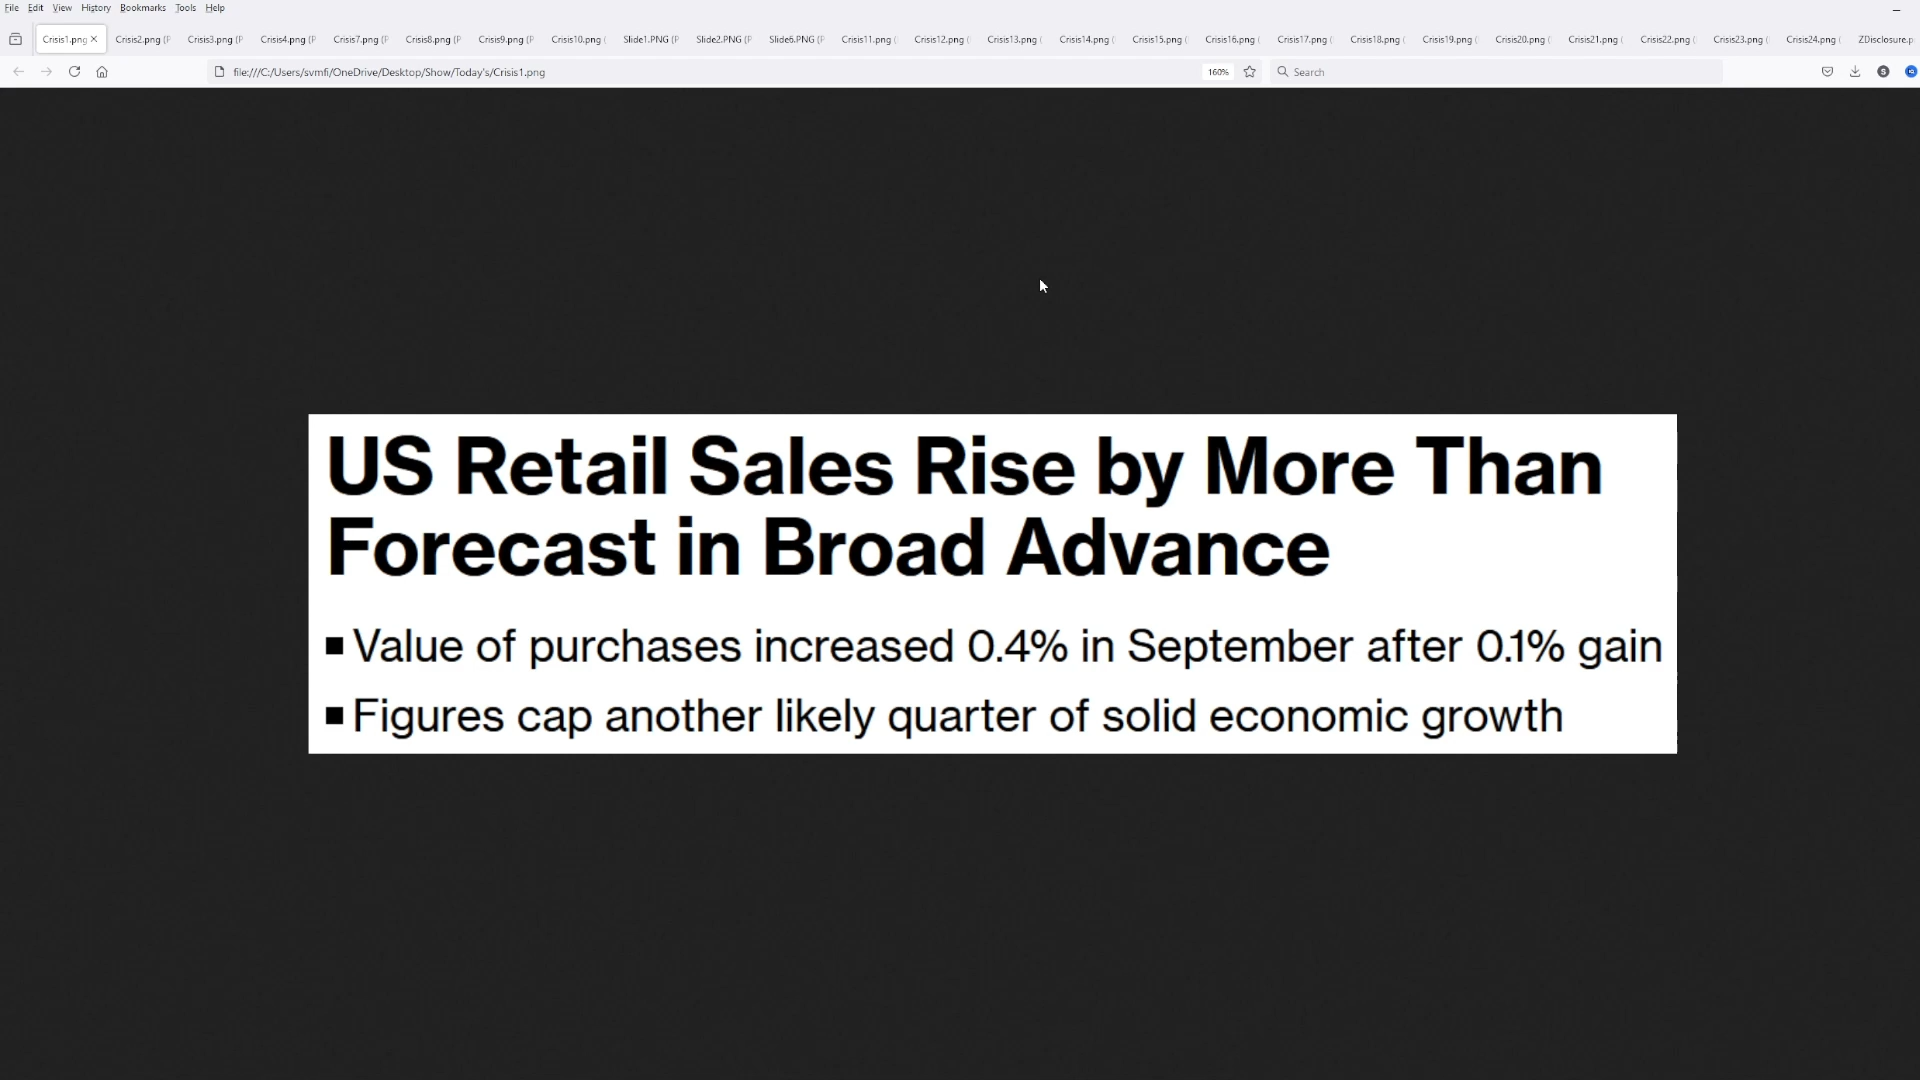 File Edit View History Bookmarks Tools Help
Crisis1.png Crisis2.png (P Crisis3.png (P Crisis4.png (P Crisis7.png (P Crisis8.png (P Crisis9.png (P Crisis10.png ( Slide1.PNG (P Slide2.PNG (P Slide6.PNG (P Crisis11.png ( Crisis12.png ( Crisis13.png ( Crisis14.png ( Crisis15.png ( Crisis16.png ( Crisis17.png ( Crisis18.png ( Crisis19.png ( Crisis20.png ( Crisis21.png ( Crisis22.png ( Crisis23.png ( Crisis24.png ( ZDisclosure.p
file:///C:/Users/svmfi/OneDrive/Desktop/Show/Today's/Crisis1.png 160% Search S
US Retail Sales Rise by More Than
Forecast in Broad Advance
■ Value of purchases increased 0.4% in September after 0.1% gain
■ Figures cap another likely quarter of solid economic growth